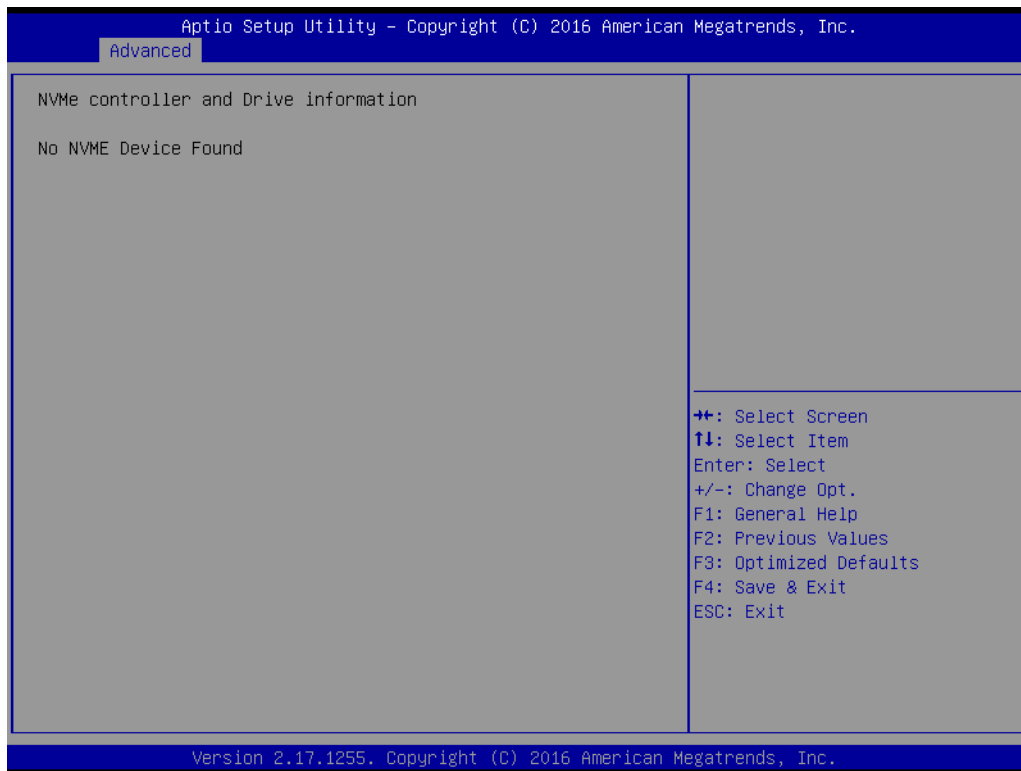 Aptio Setup Utility – Copyright (C) 2016 American Megatrends, Inc.
Advanced
NVMe controller and Drive information
No NVME Device Found
→←: Select Screen
↑↓: Select Item
Enter: Select
+/-: Change Opt.
F1: General Help
F2: Previous Values
F3: Optimized Defaults
F4: Save & Exit
ESC: Exit
Version 2.17.1255. Copyright (C) 2016 American Megatrends, Inc.